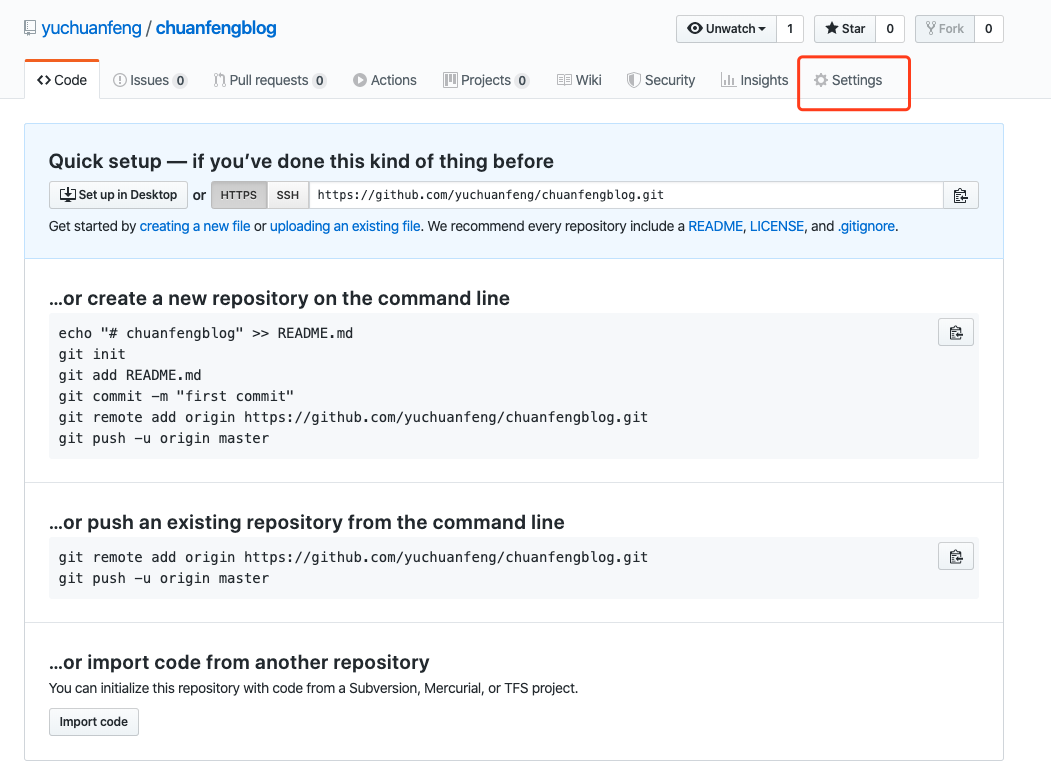 yuchuanfeng / chuanfengblog
Unwatch 1 Star 0 Fork 0
Code Issues 0 Pull requests 0 Actions Projects 0 Wiki Security Insights Settings
Quick setup — if you’ve done this kind of thing before
Set up in Desktop or HTTPS SSH https://github.com/yuchuanfeng/chuanfengblog.git
Get started by creating a new file or uploading an existing file. We recommend every repository include a README, LICENSE, and .gitignore.
…or create a new repository on the command line
echo "# chuanfengblog" >> README.md
git init
git add README.md
git commit -m "first commit"
git remote add origin https://github.com/yuchuanfeng/chuanfengblog.git
git push -u origin master
…or push an existing repository from the command line
git remote add origin https://github.com/yuchuanfeng/chuanfengblog.git
git push -u origin master
…or import code from another repository
You can initialize this repository with code from a Subversion, Mercurial, or TFS project.
Import code